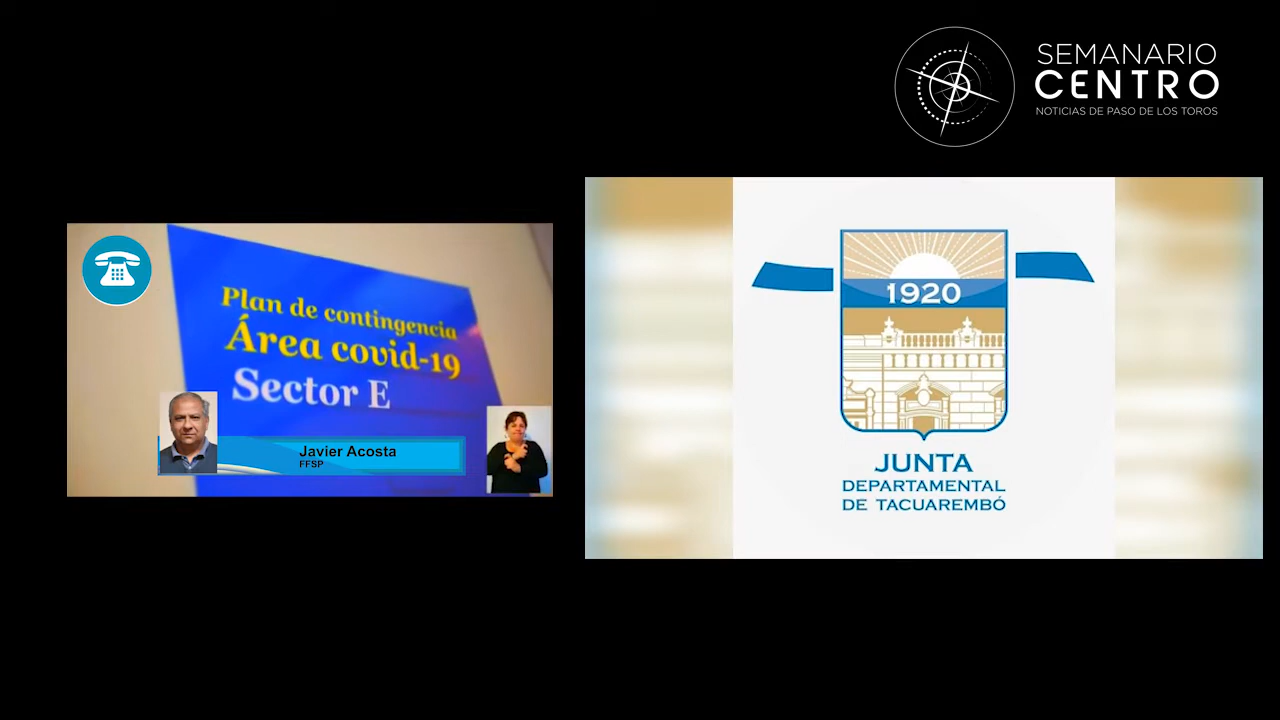 SEMANARIO
CENTRO
NOTICIAS DE PASO DE LOS TOROS
Plan de contingencia
Área covid-19
Sector E
Javier Acosta
FFSP
1920
JUNTA
DEPARTAMENTAL
DE TACUAREMBÓ